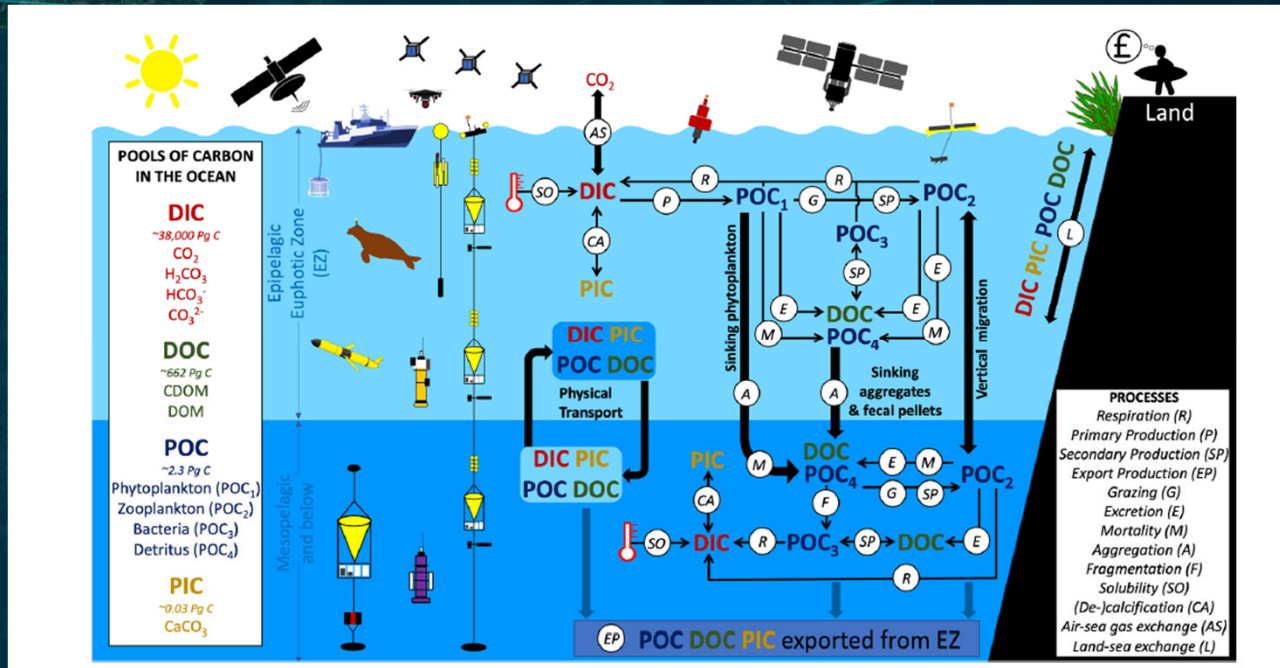 £
Land
CO₂
AS
POOLS OF CARBON
IN THE OCEAN
DIC
~38,000 Pg C
CO₂
H₂CO₃
HCO₃⁻
CO₃²⁻
DOC
~662 Pg C
CDOM
DOM
POC
~2.3 Pg C
Phytoplankton (POC₁)
Zooplankton (POC₂)
Bacteria (POC₃)
Detritus (POC₄)
PIC
~0.03 Pg C
CaCO₃
Epipelagic
Euphotic Zone
(EZ)
Mesopelagic
and below
SO
DIC
R
P
POC₁
G
SP
R
POC₂
CA
PIC
POC₃
SP
E
E
DOC
E
M
POC₄
M
DIC PIC POC DOC
L
DIC PIC
POC DOC
Physical
Transport
DIC PIC
POC DOC
Sinking phytoplankton
A
Sinking
aggregates
& fecal pellets
A
Vertical migration
PIC
CA
M
DOC
POC₄
E
M
G
SP
POC₂
F
SO
DIC
R
POC₃
SP
DOC
E
R
EP
POC DOC PIC exported from EZ
PROCESSES
Respiration (R)
Primary Production (P)
Secondary Production (SP)
Export Production (EP)
Grazing (G)
Excretion (E)
Mortality (M)
Aggregation (A)
Fragmentation (F)
Solubility (SO)
(De-)calcification (CA)
Air-sea gas exchange (AS)
Land-sea exchange (L)